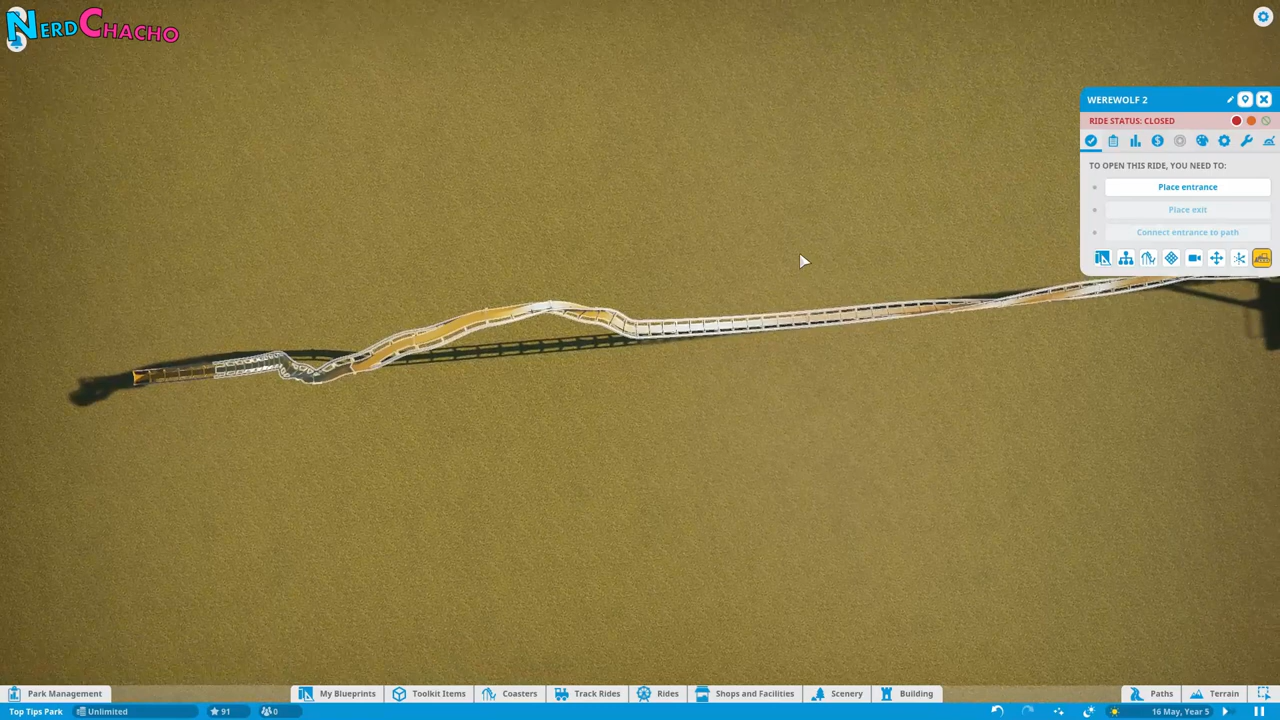 NERDCHACHO
WEREWOLF 2
RIDE STATUS: CLOSED
TO OPEN THIS RIDE, YOU NEED TO:
Place entrance
Place exit
Connect entrance to path
Park Management
My Blueprints
Toolkit Items
Coasters
Track Rides
Rides
Shops and Facilities
Scenery
Building
Paths
Terrain
Top Tips Park
Unlimited
91
0
16 May, Year 5